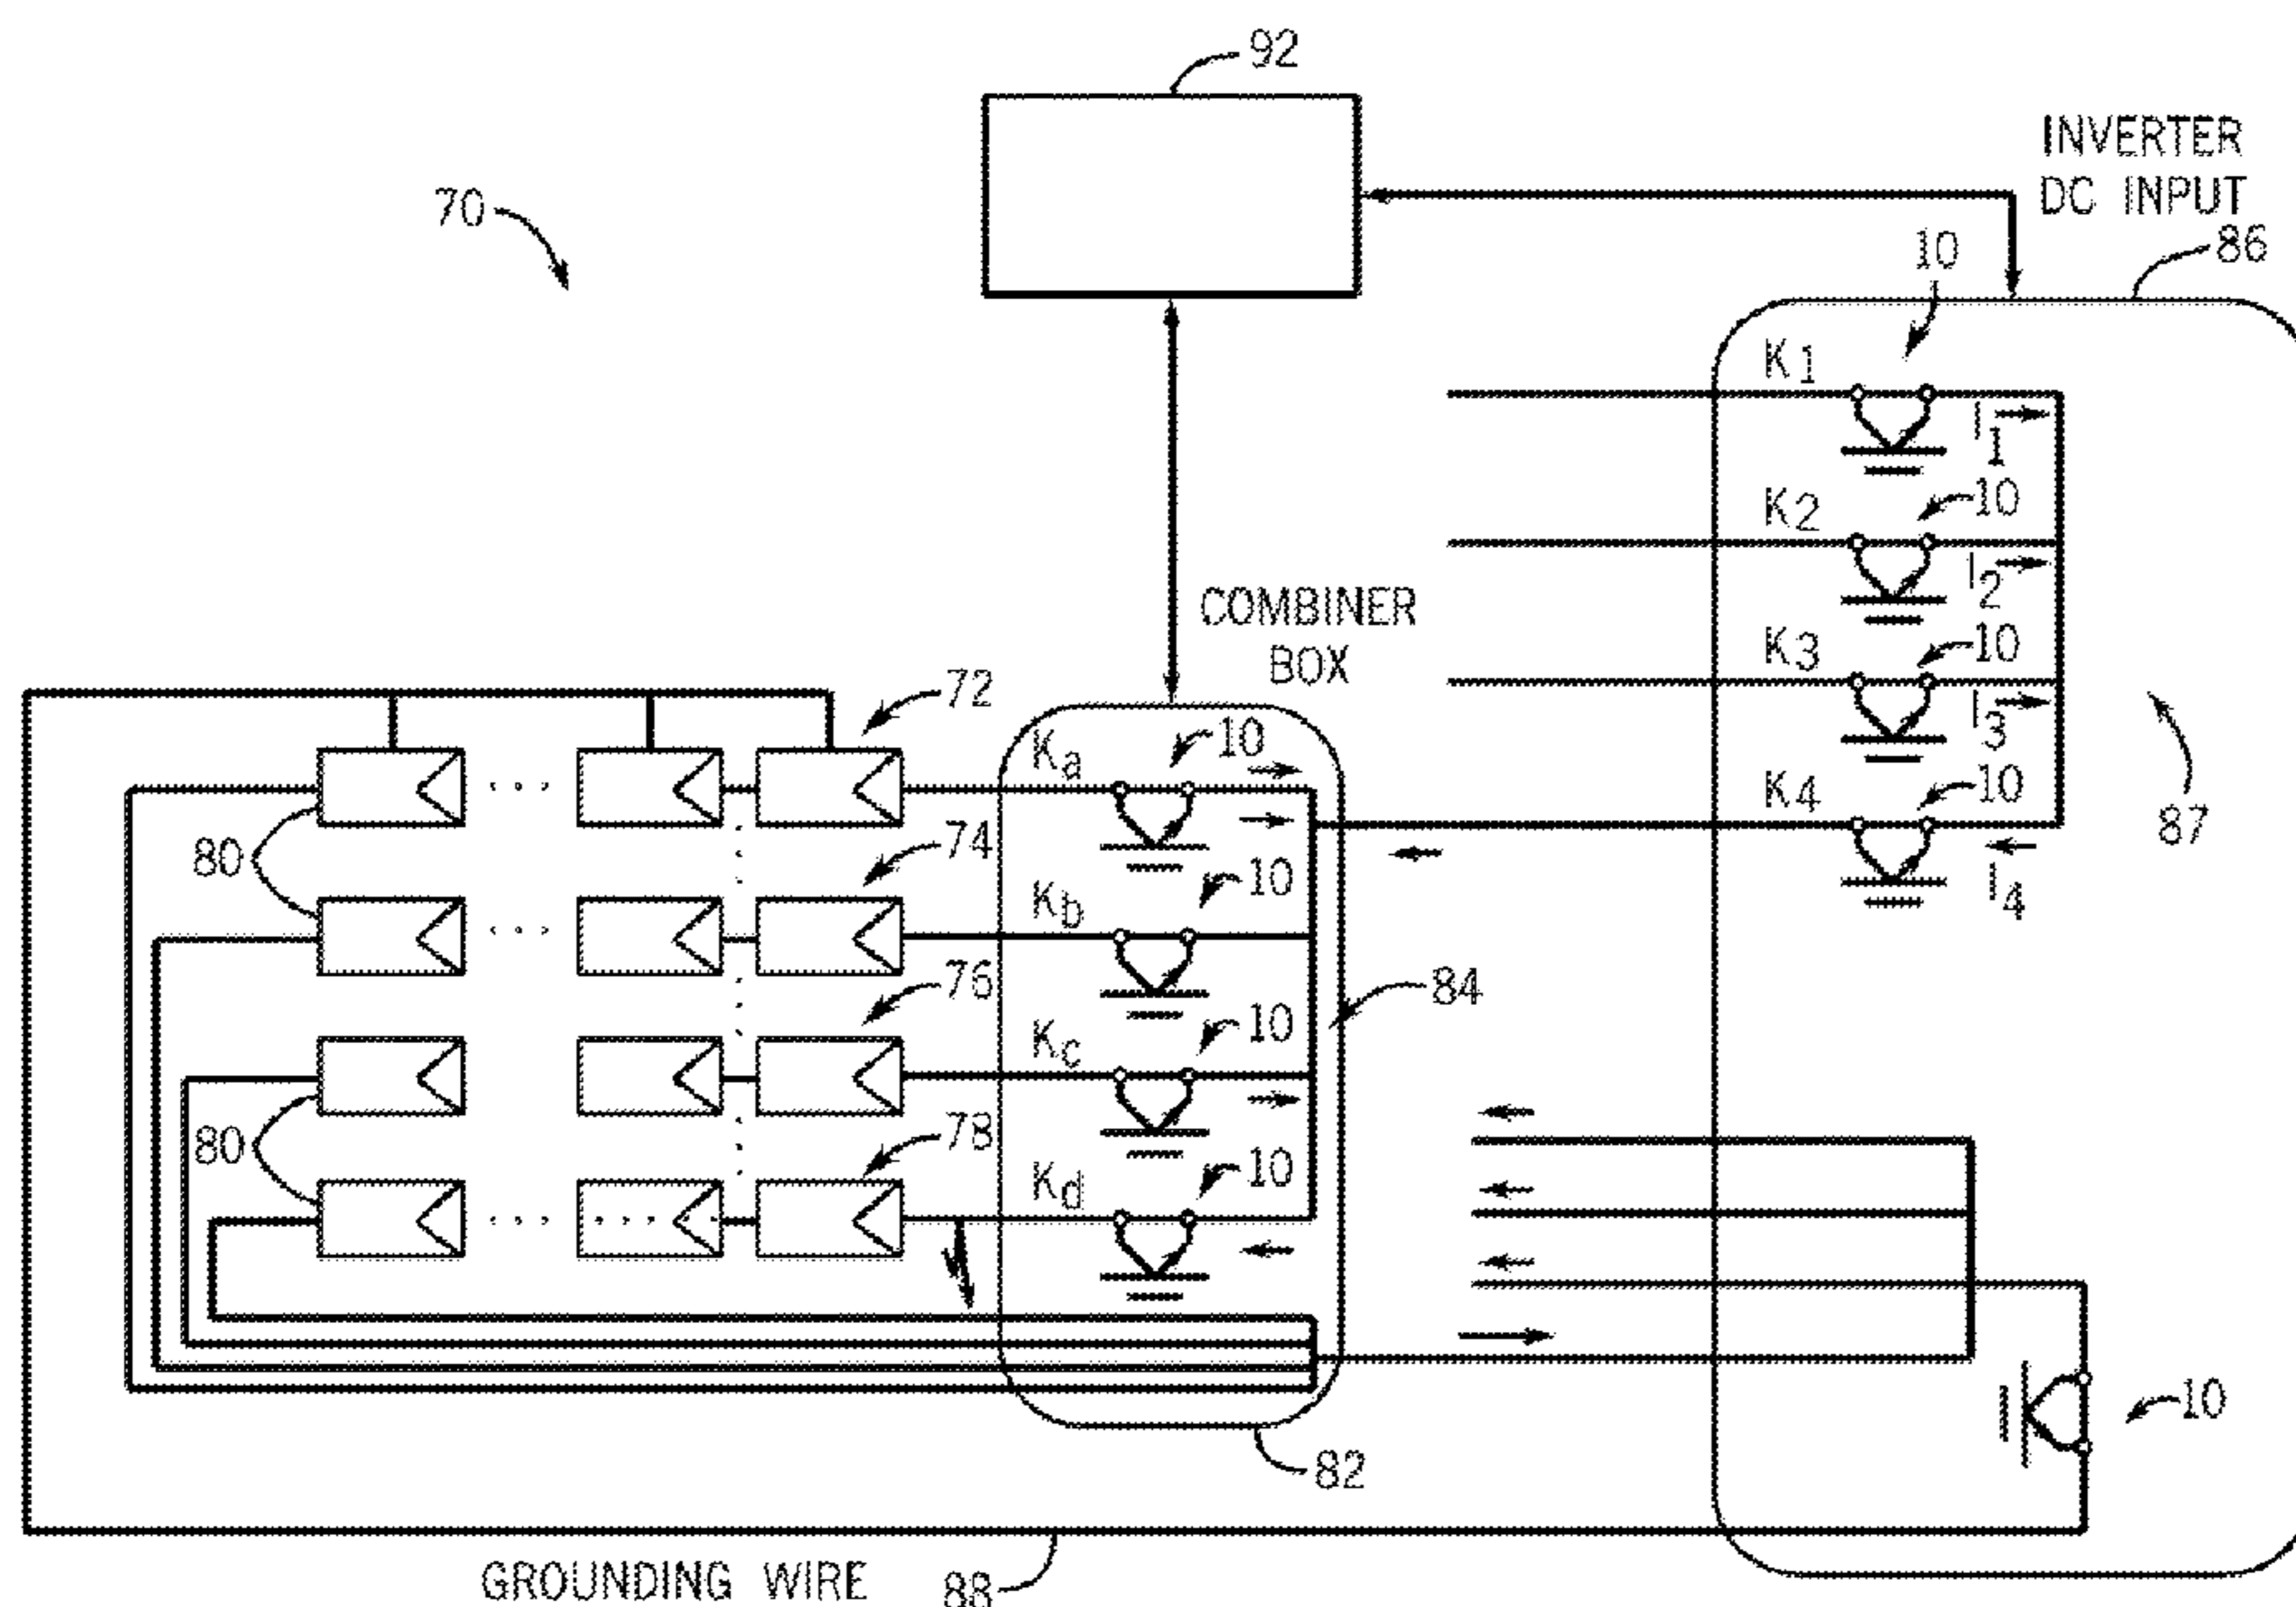 92
INVERTER
DC INPUT
70
10
86
K1
I1
K2
10
I2
COMBINER
BOX
K3
10
I3
72
Ka
10
K4
10
87
I4
80
74
Kb
10
76
84
Kc
10
80
78
Kd
10
10
82
GROUNDING WIRE
88